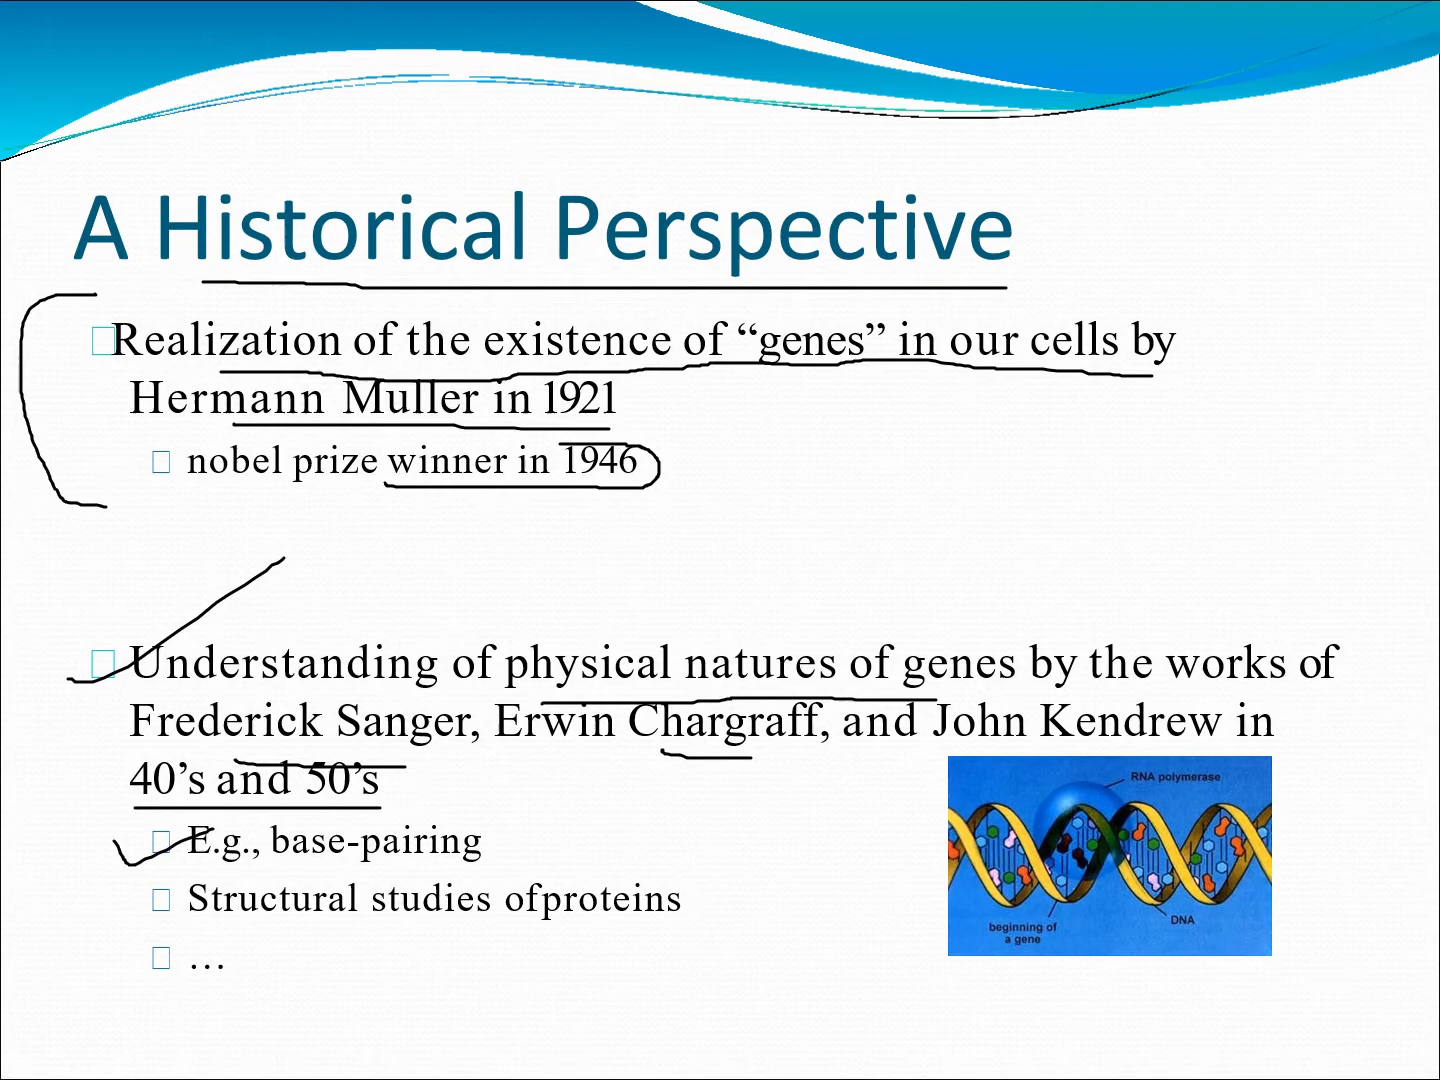 A Historical Perspective
Realization of the existence of “genes” in our cells by
Hermann Muller in 1921
nobel prize winner in 1946
Understanding of physical natures of genes by the works of
Frederick Sanger, Erwin Chargraff, and John Kendrew in
40’s and 50’s
E.g., base-pairing
Structural studies ofproteins
…
RNA polymerase
beginning of
a gene
DNA